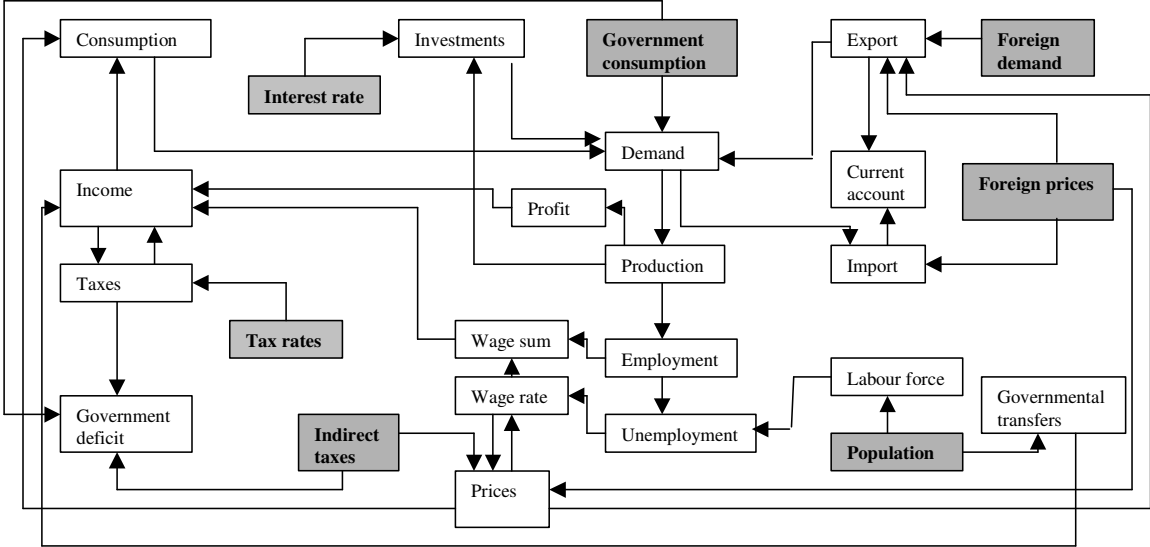 Consumption
Investments
Government
consumption
Export
Foreign
demand
Interest rate
Demand
Income
Profit
Current
account
Foreign prices
Taxes
Production
Import
Tax rates
Wage sum
Employment
Wage rate
Labour force
Governmental
transfers
Government
deficit
Indirect
taxes
Unemployment
Population
Prices